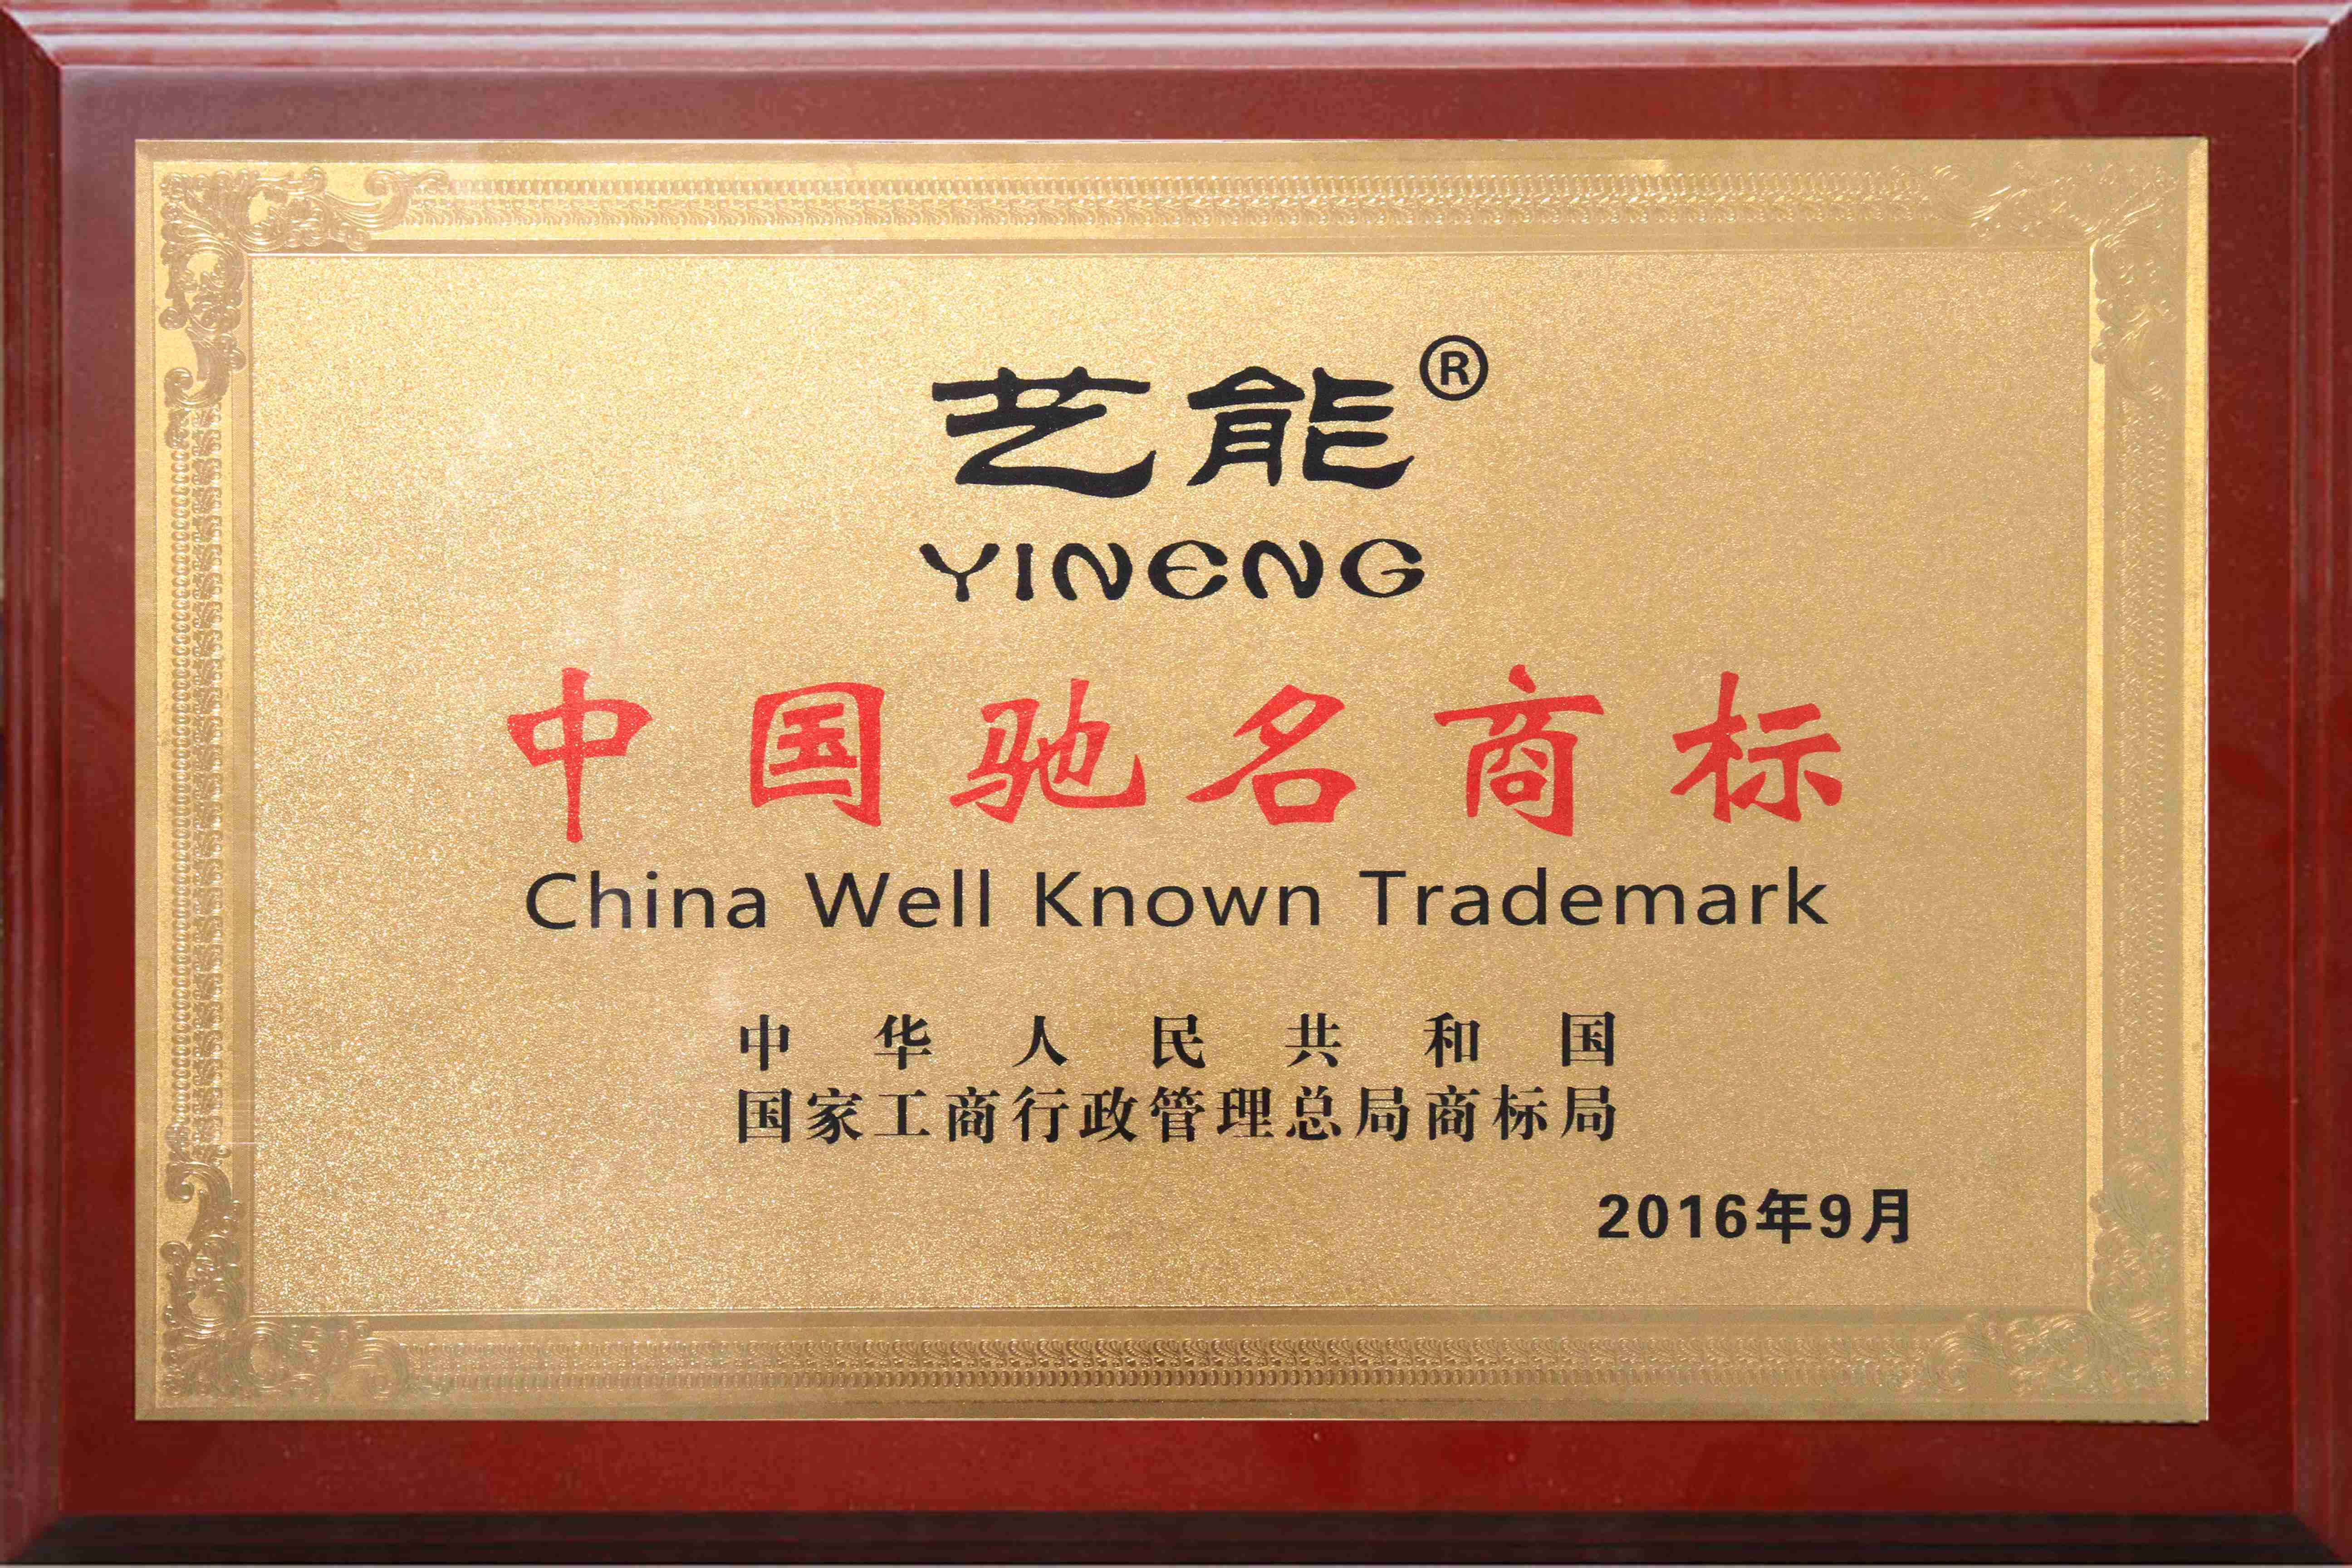 艺能®
YINENG
中国驰名商标
China Well Known Trademark
中华人民共和国
国家工商行政管理总局商标局
2016年9月